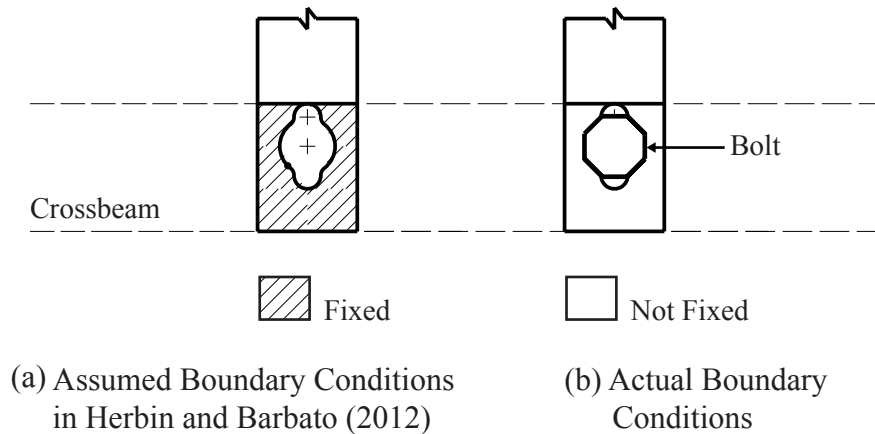 Bolt
Crossbeam
Fixed
Not Fixed
(a) Assumed Boundary Conditions
in Herbin and Barbato (2012)
(b) Actual Boundary
Conditions